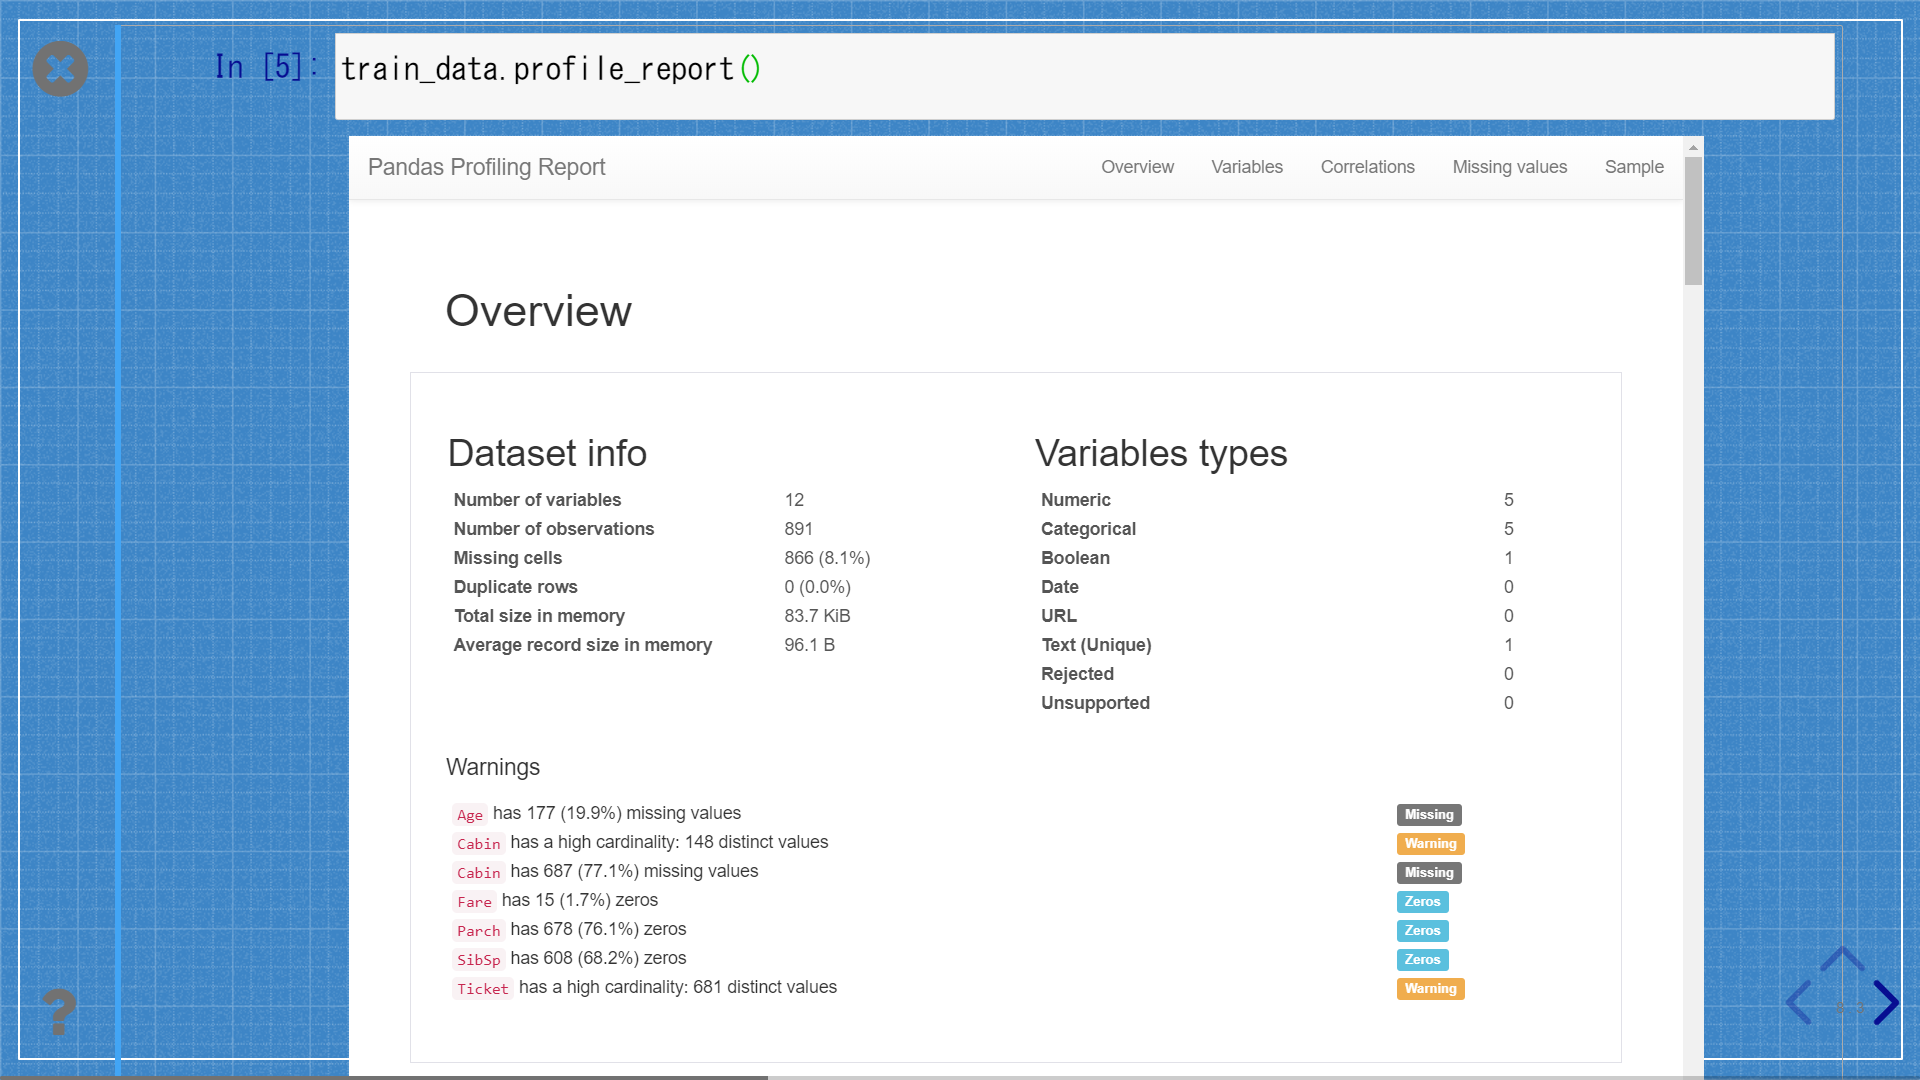 In [5]: train_data.profile_report()
Pandas Profiling Report Overview Variables Correlations Missing values Sample
Overview
Dataset info
Number of variables 12
Number of observations 891
Missing cells 866 (8.1%)
Duplicate rows 0 (0.0%)
Total size in memory 83.7 KiB
Average record size in memory 96.1 B
Variables types
Numeric 5
Categorical 5
Boolean 1
Date 0
URL 0
Text (Unique) 1
Rejected 0
Unsupported 0
Warnings
Age has 177 (19.9%) missing values Missing
Cabin has a high cardinality: 148 distinct values Warning
Cabin has 687 (77.1%) missing values Missing
Fare has 15 (1.7%) zeros Zeros
Parch has 678 (76.1%) zeros Zeros
SibSp has 608 (68.2%) zeros Zeros
Ticket has a high cardinality: 681 distinct values Warning
?